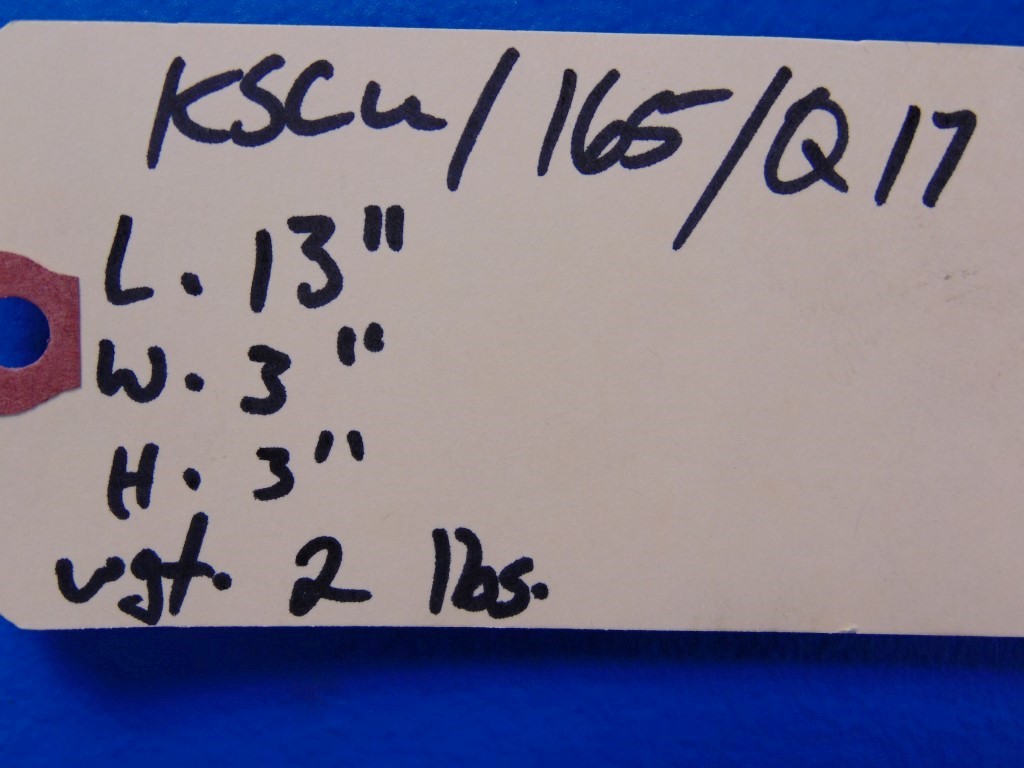 KSCu/165/Q17
L. 13"
W. 3"
H. 3"
wgt. 2 lbs.